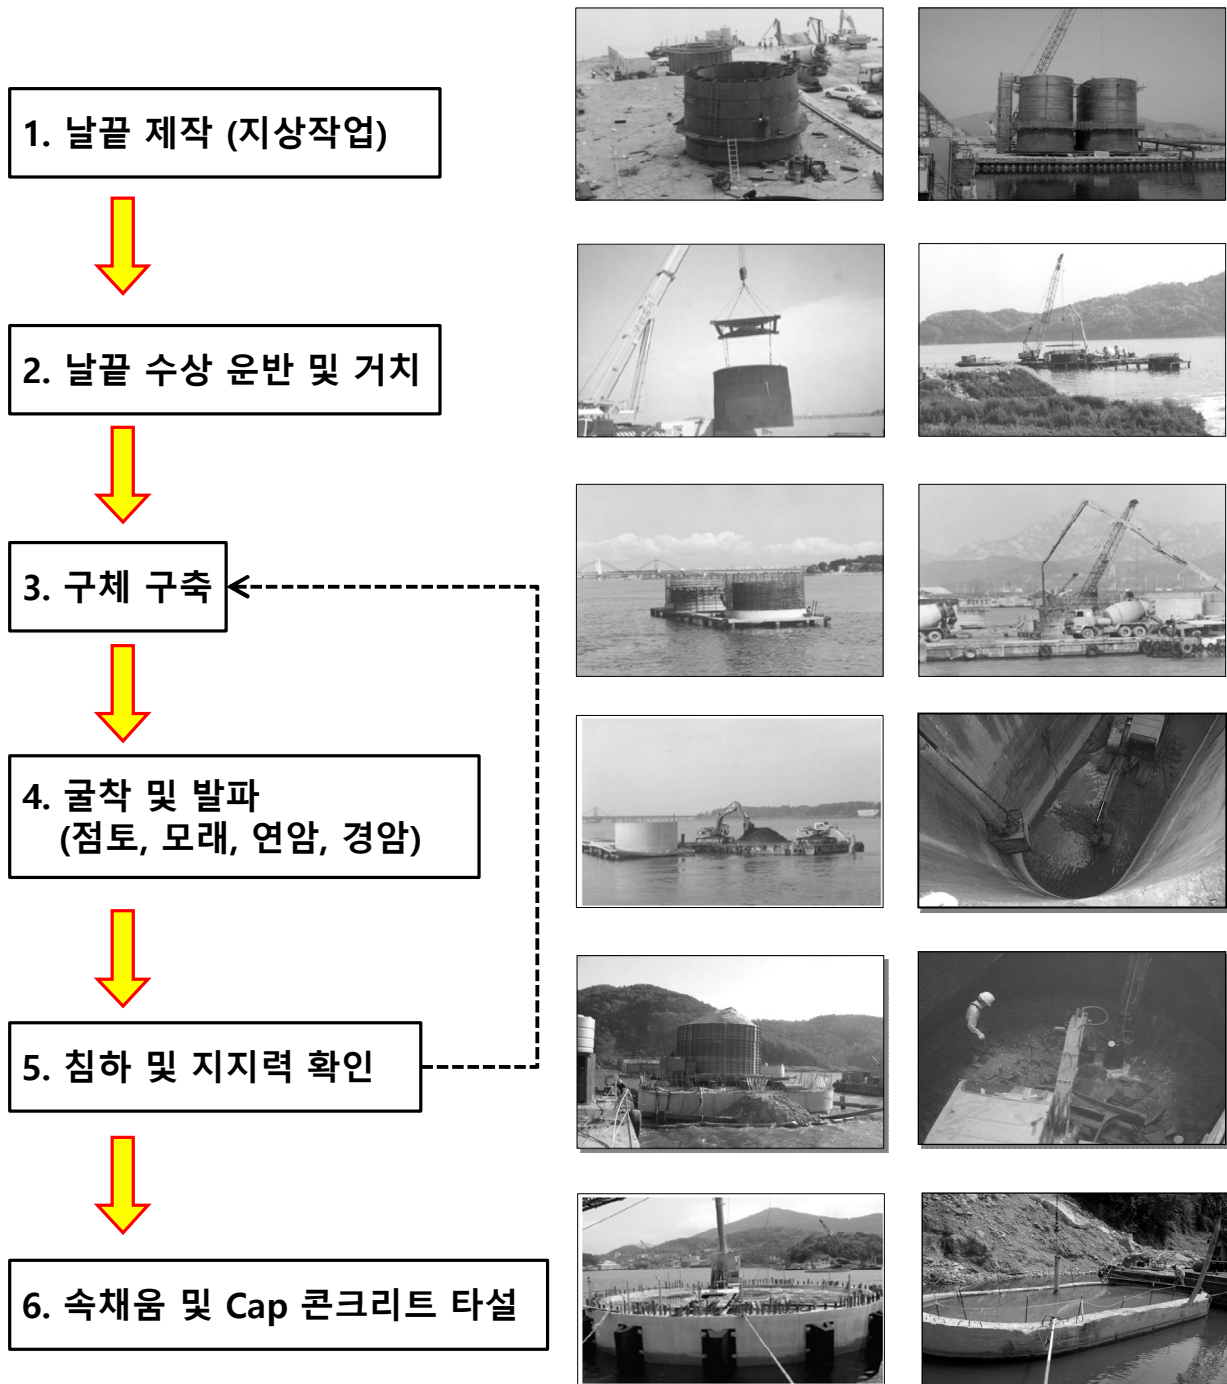 1. 날끝 제작 (지상작업)
2. 날끝 수상 운반 및 거치
3. 구체 구축
4. 굴착 및 발파
(점토, 모래, 연암, 경암)
5. 침하 및 지지력 확인
6. 속채움 및 Cap 콘크리트 타설